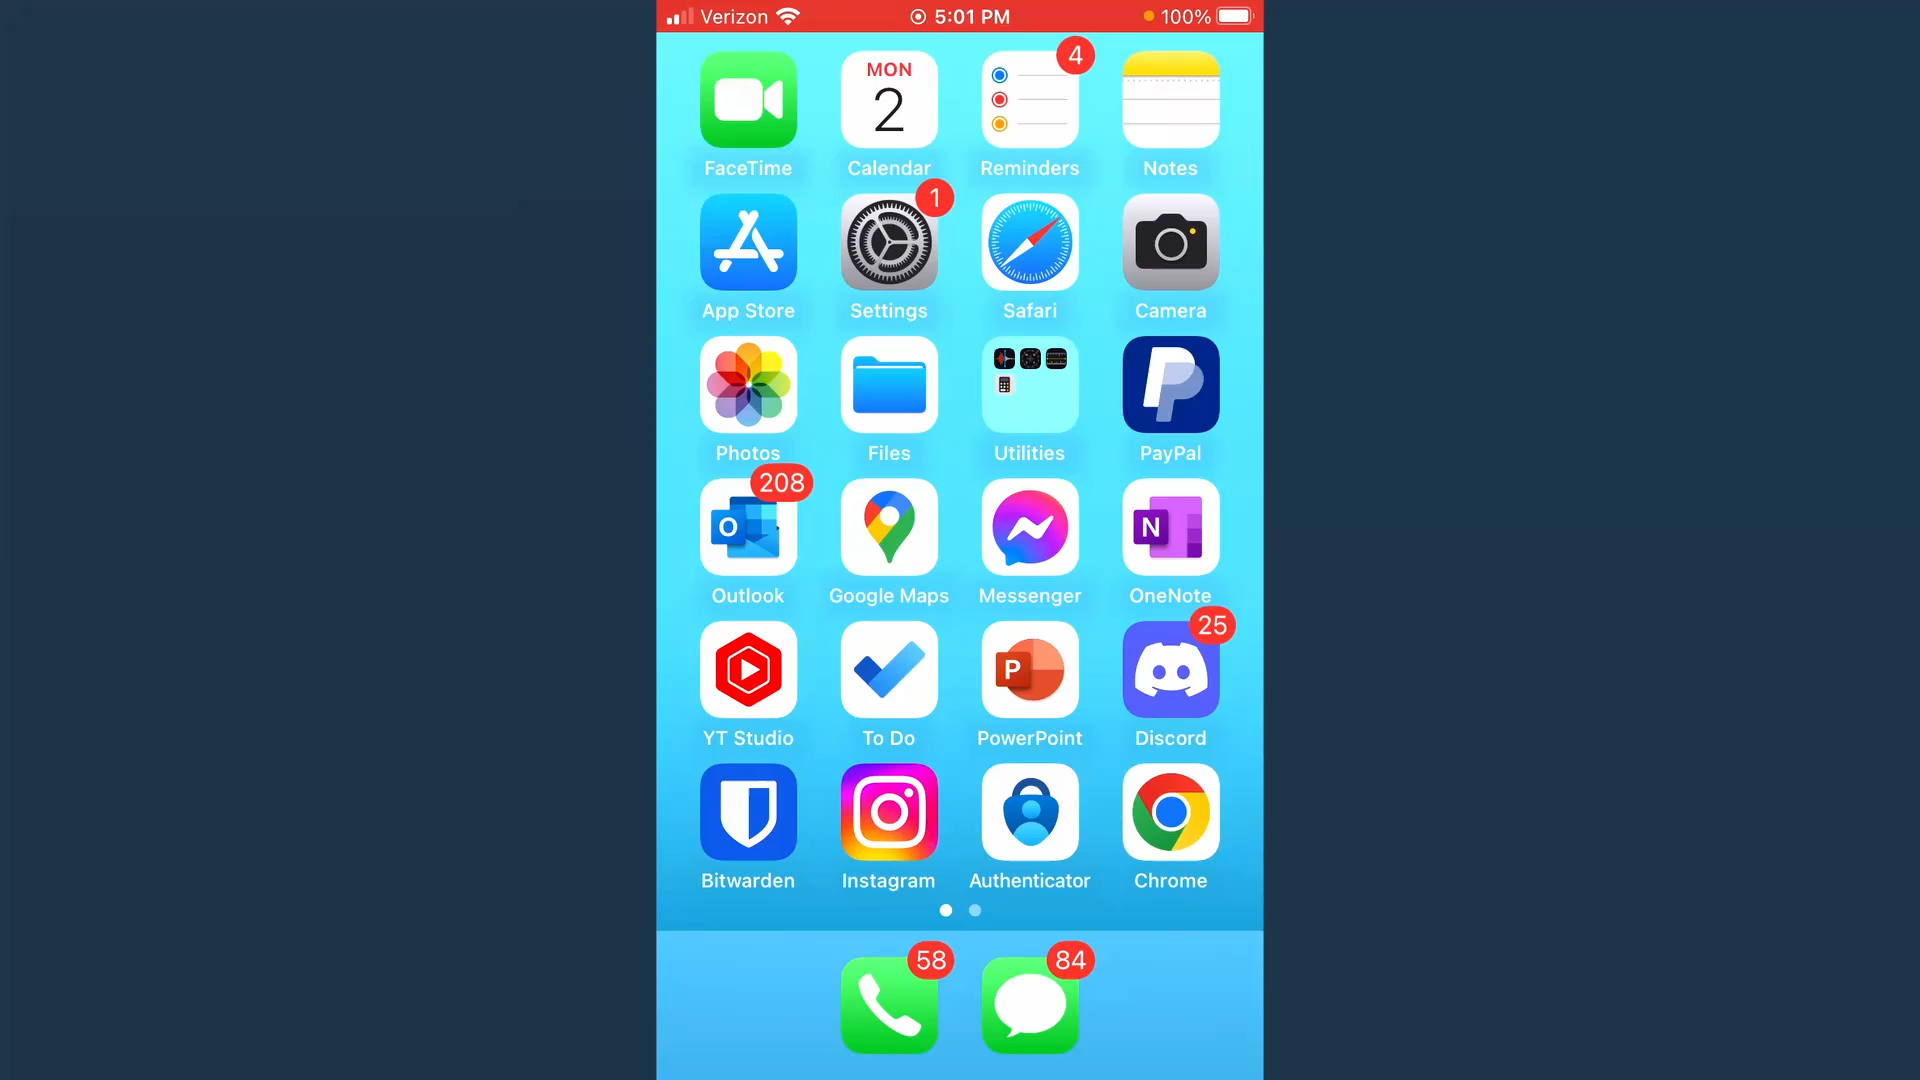 Verizon 5:01 PM 100%
4
MON
2
FaceTime Calendar Reminders Notes
1
App Store Settings Safari Camera
Photos Files Utilities PayPal
208
O N
Outlook Google Maps Messenger OneNote
25
P
YT Studio To Do PowerPoint Discord
Bitwarden Instagram Authenticator Chrome
58 84